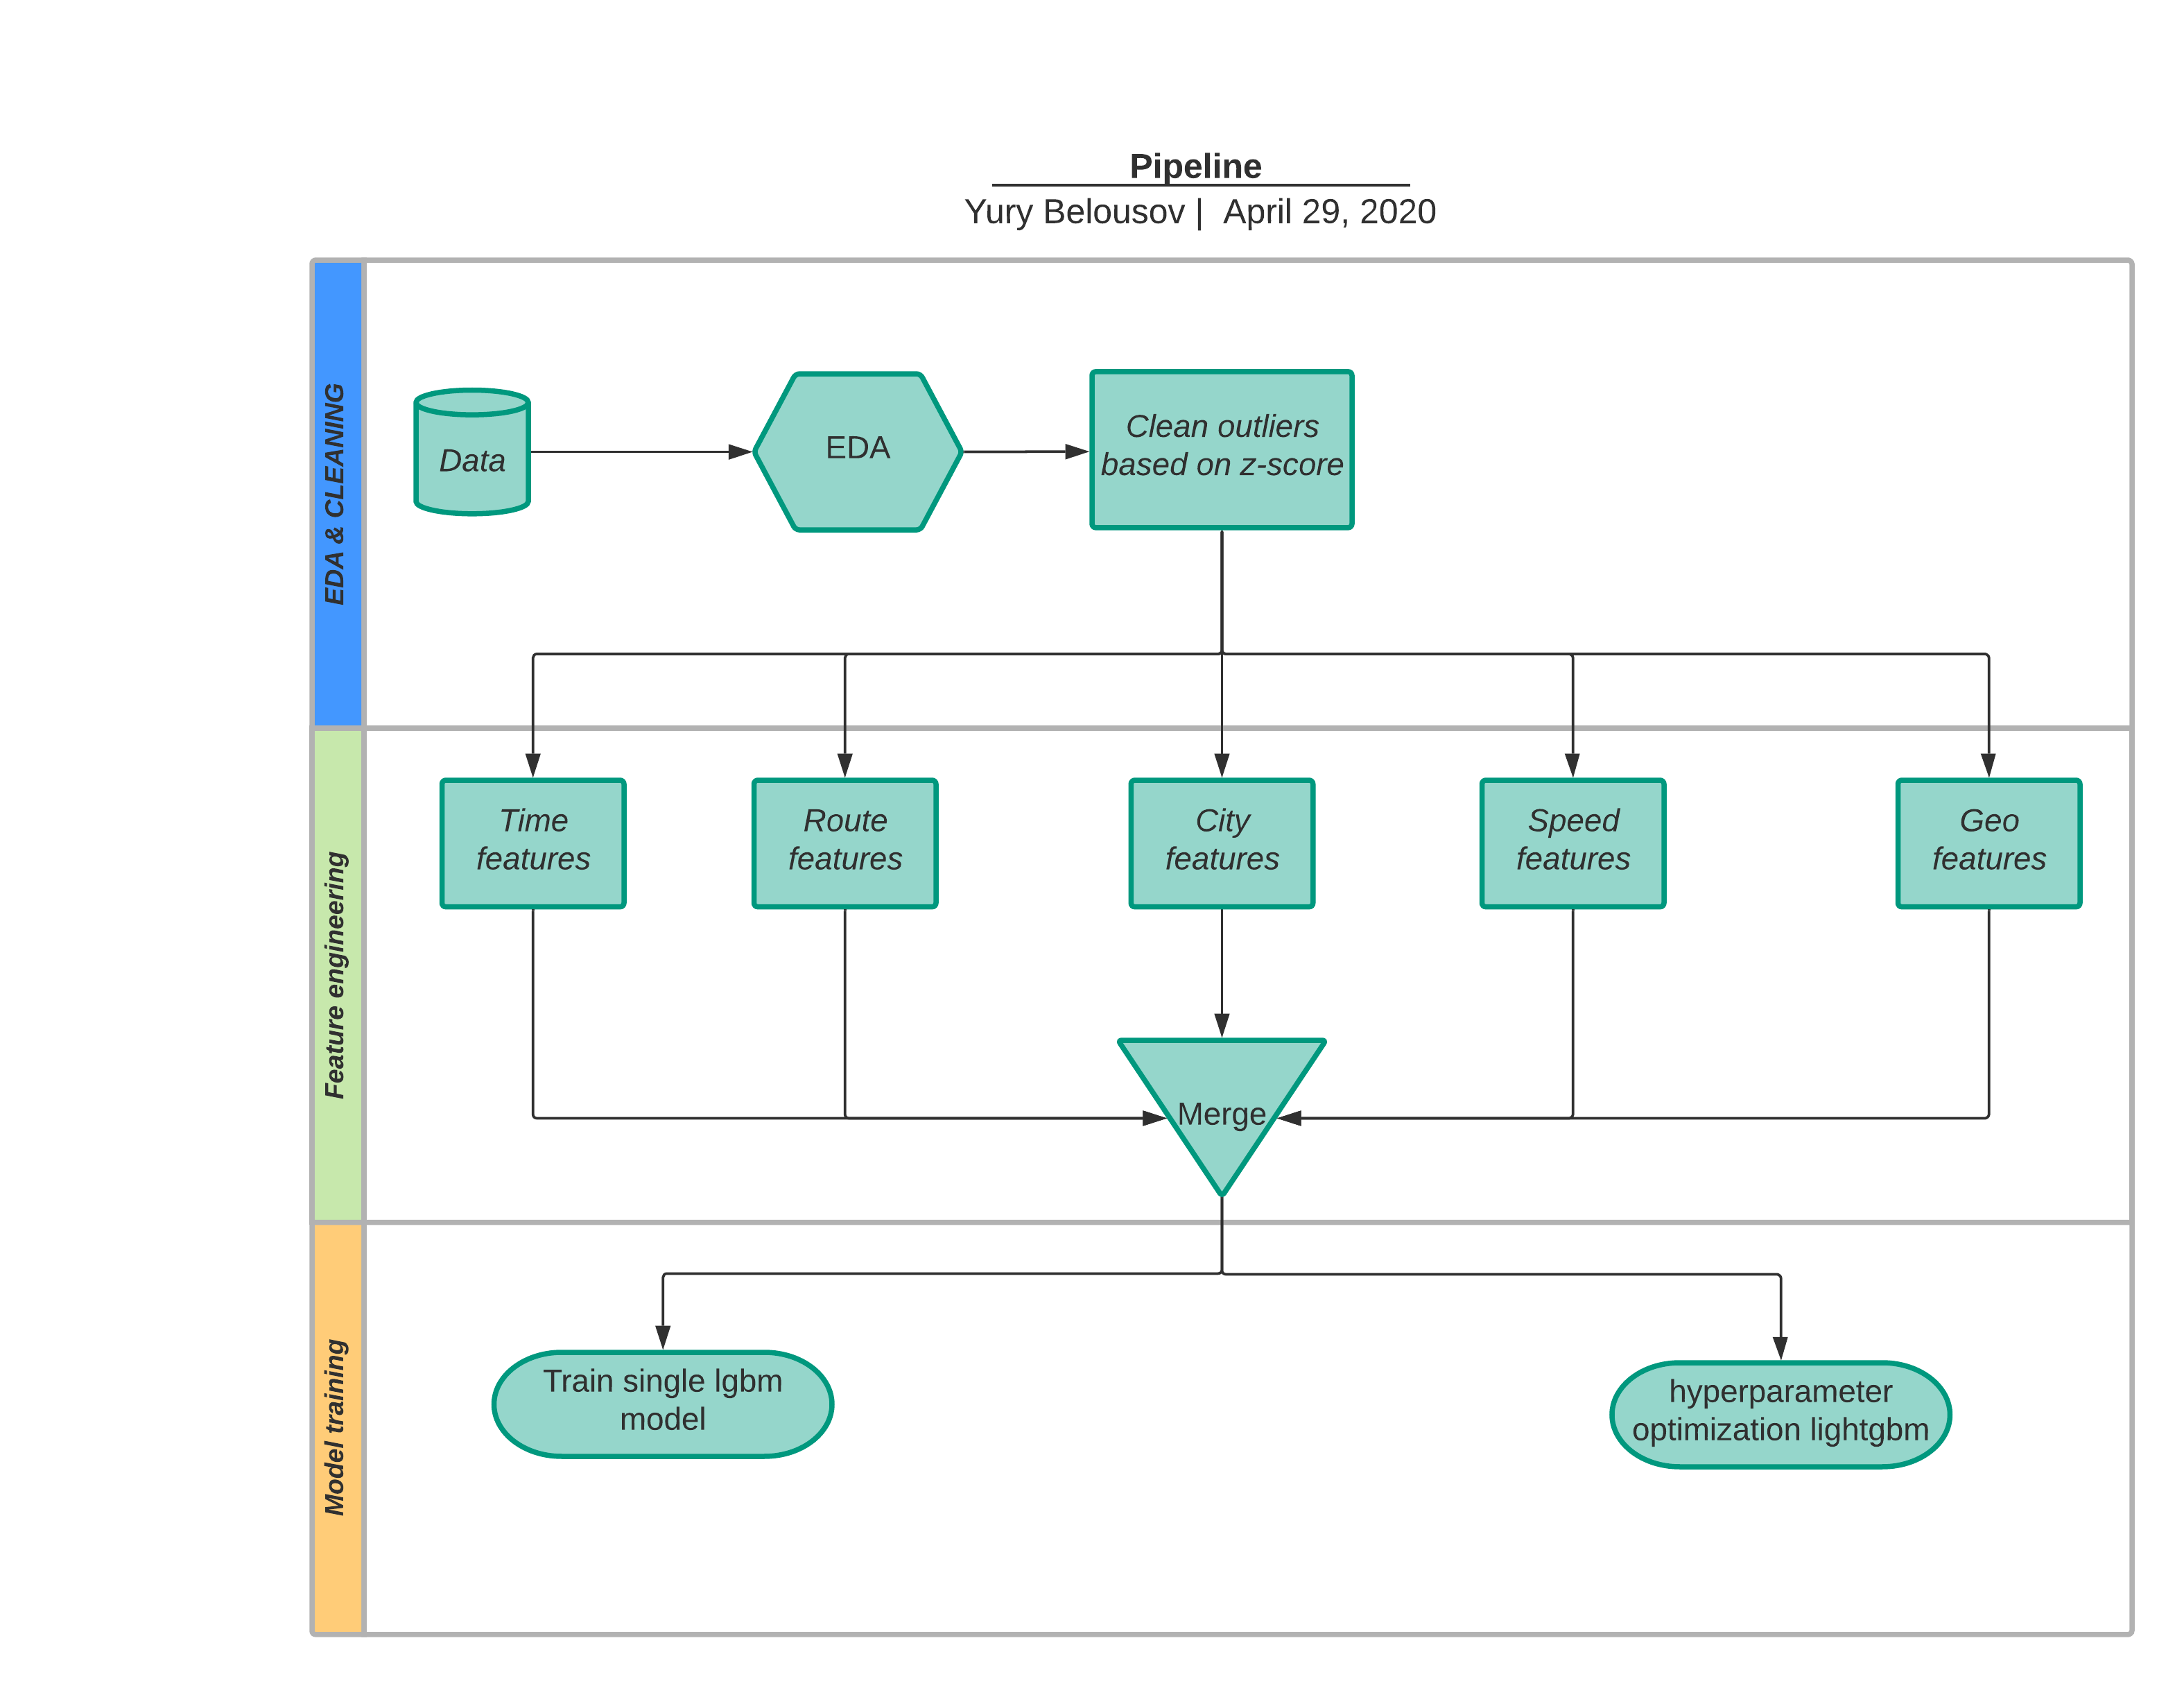 Pipeline
Yury Belousov |  April 29, 2020
EDA & CLEANING
Data
EDA
Clean outliers
based on z-score
Feature engineering
Time
features
Route
features
City
features
Speed
features
Geo
features
Merge
Model training
Train single lgbm
model
hyperparameter
optimization lightgbm